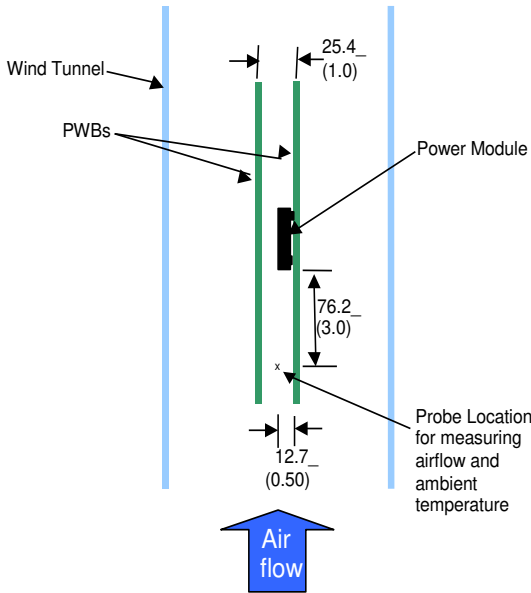 25.4_
(1.0)
Wind Tunnel
PWBs
Power Module
76.2_
(3.0)
x
Probe Location
for measuring
airflow and
ambient
temperature
12.7_
(0.50)
Air
flow